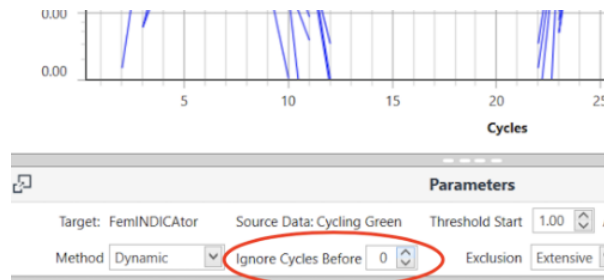 0.00
0.00
5 10 15 20 25
Cycles
Parameters
Target: FemINDICAtor Source Data: Cycling Green Threshold Start 1.00
Method Dynamic Ignore Cycles Before 0 Exclusion Extensive